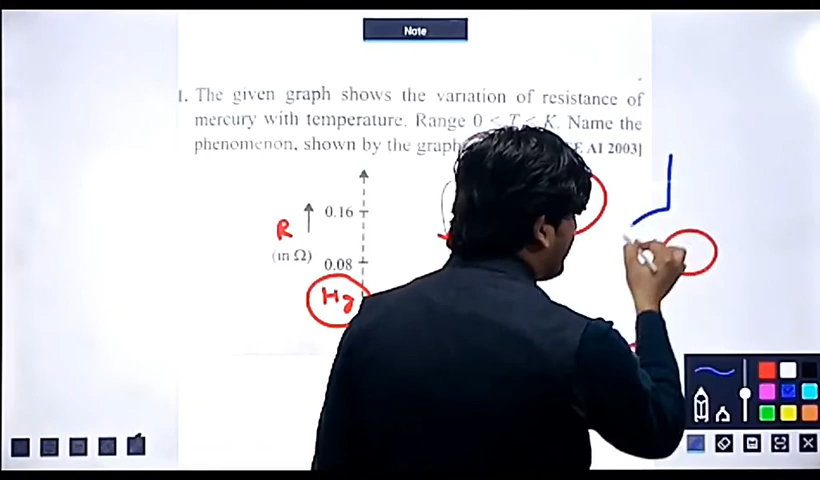 Note
1. The given graph shows the variation of resistance of
mercury with temperature. Range 0 < T < K. Name the
phenomenon, shown by the graph E AI 2003]
0.16
R
(in Ω) 0.08
Hg